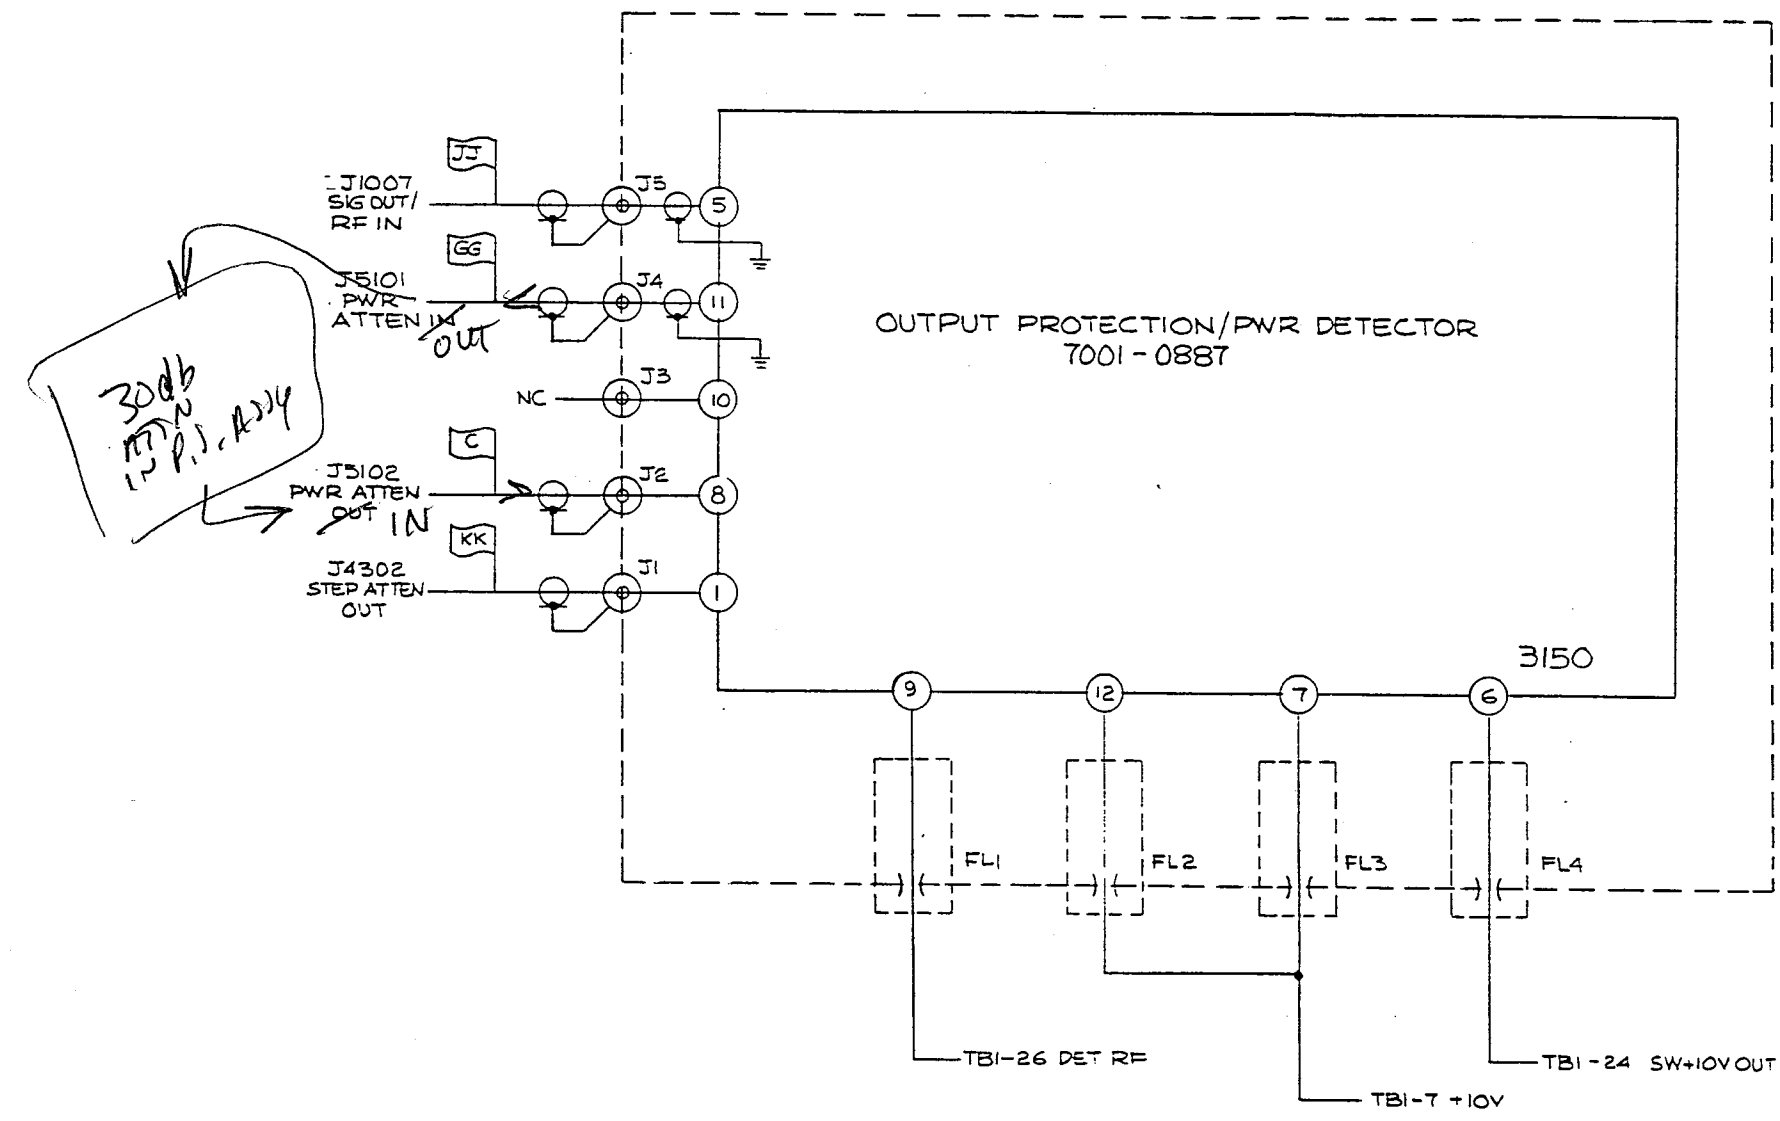 JJ
J1007
SIG OUT/
RF IN
J5
5
GG
J5101
PWR
ATTEN IN
OUT
J4
11
OUTPUT PROTECTION/PWR DETECTOR
7001-0887
30db
ATTN
IN P.S. ASSY
NC
J3
10
C
J5102
PWR ATTEN
OUT IN
J2
8
KK
J4302
STEP ATTEN
OUT
J1
1
3150
9
12
7
6
FL1
FL2
FL3
FL4
TB1-26 DET RF
TB1-24 SW+10V OUT
TB1-7 +10V